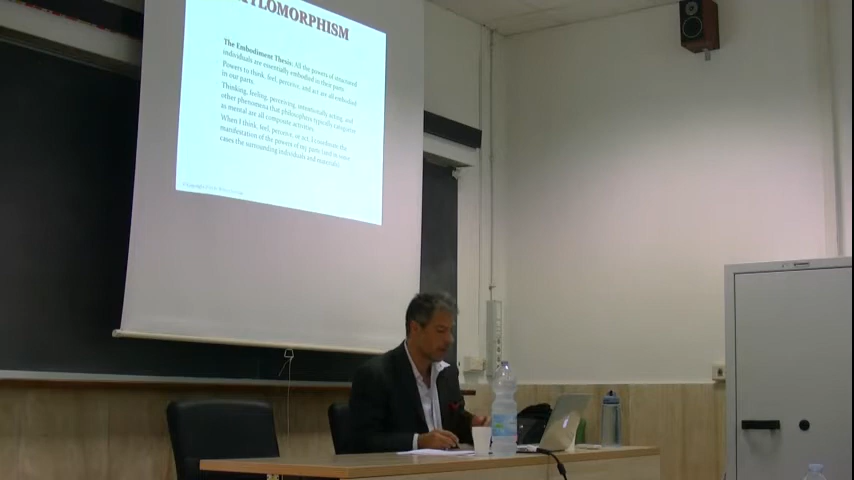 YLOMORPHISM
The Embodiment Thesis: All the powers of structured
individuals are essentially embodied in their parts
Powers to think, feel, perceive, and act are all embodied
in our parts.
Thinking, feeling, perceiving, intentionally acting, and
other phenomena that philosophers typically categorize
as mental are all composite activities.
When I think, feel, perceive, or act, I coordinate the
manifestation of the powers of my parts (and in some
cases the surrounding individuals and materials).